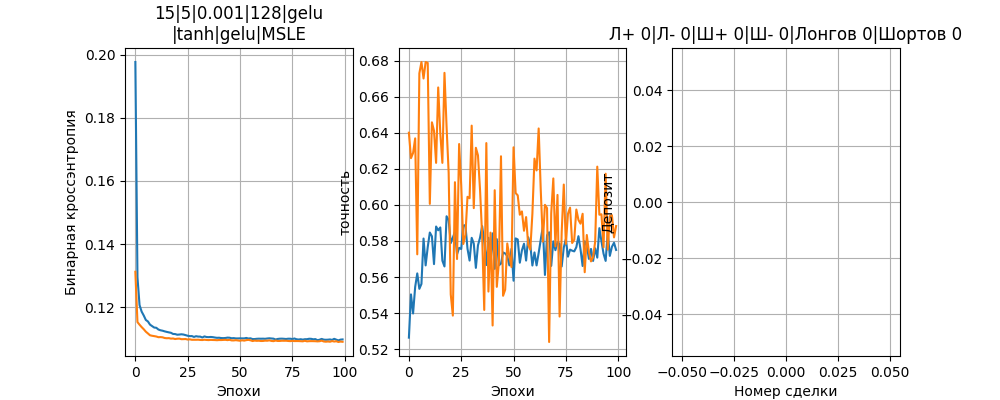 15|5|0.001|128|gelu
|tanh|gelu|MSLE
Бинарная кроссэнтропия
0.20
0.18
0.16
0.14
0.12
0 25 50 75 100
Эпохи
точность
0.68
0.66
0.64
0.62
0.60
0.58
0.56
0.54
0.52
0 25 50 75 100
Эпохи
Л+ 0|Л- 0|Ш+ 0|Ш- 0|Лонгов 0|Шортов 0
Депозит
0.04
0.02
0.00
−0.02
−0.04
−0.050 −0.025 0.000 0.025 0.050
Номер сделки